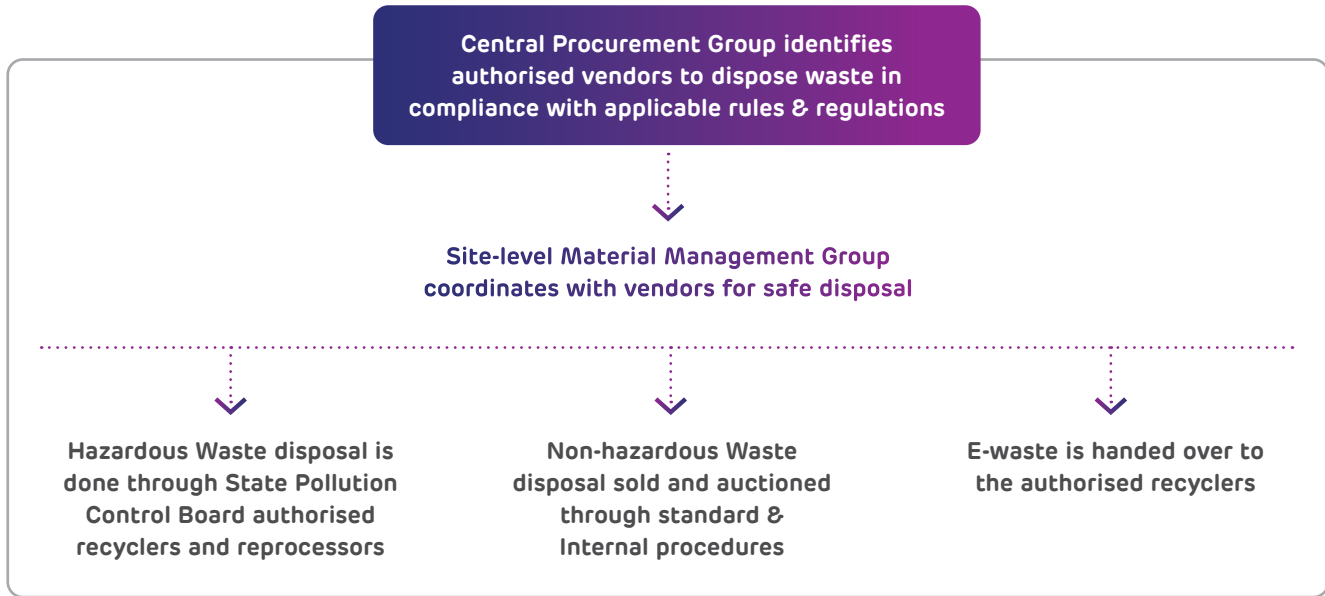 Central Procurement Group identifies
authorised vendors to dispose waste in
compliance with applicable rules & regulations
Site-level Material Management Group
coordinates with vendors for safe disposal
Hazardous Waste disposal is
done through State Pollution
Control Board authorised
recyclers and reprocessors
Non-hazardous Waste
disposal sold and auctioned
through standard &
Internal procedures
E-waste is handed over to
the authorised recyclers